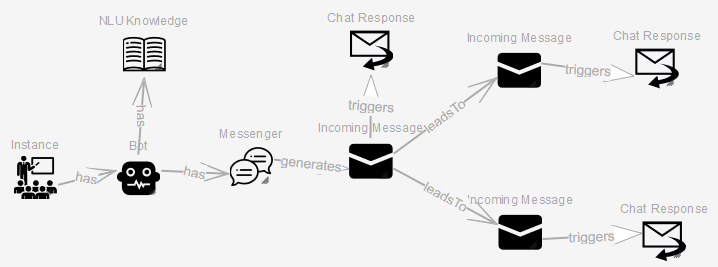 NLU Knowledge
Chat Response
Incoming Message
Chat Response
triggers
has
triggers
leadsTo
Instance
Bot
Messenger
Incoming Message
has
has
generates
leadsTo
Incoming Message
Chat Response
triggers